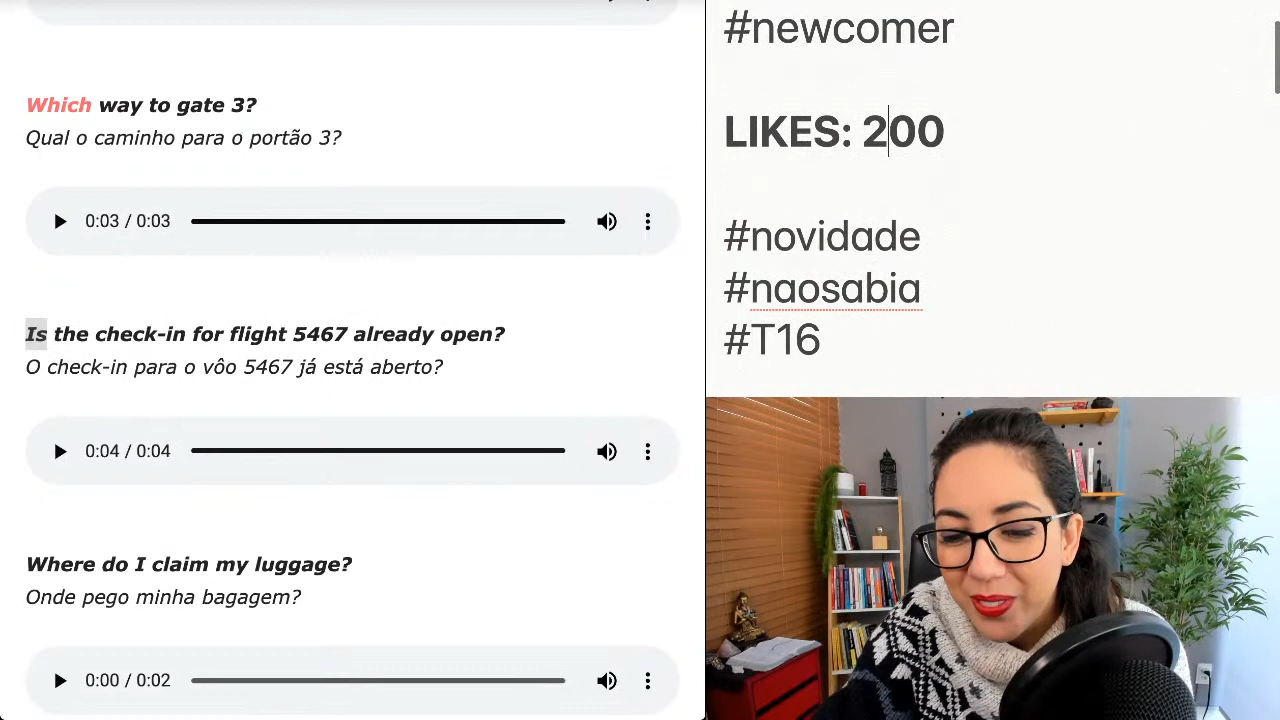 Which way to gate 3?
Qual o caminho para o portão 3?
0:03 / 0:03
Is the check-in for flight 5467 already open?
O check-in para o vôo 5467 já está aberto?
0:04 / 0:04
Where do I claim my luggage?
Onde pego minha bagagem?
0:00 / 0:02
#newcomer
LIKES: 200
#novidade
#naosabia
#T16